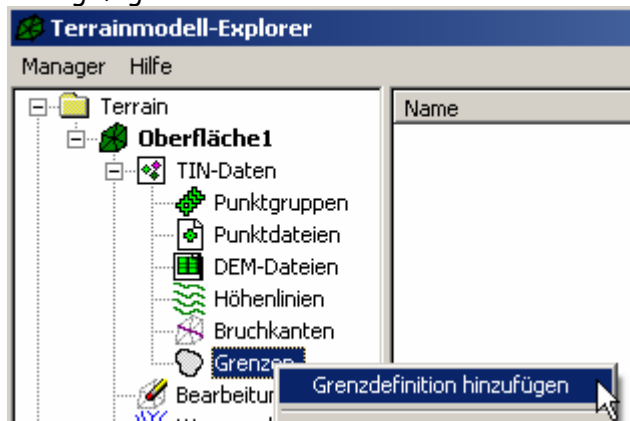 Terrainmodell-Explorer
Manager Hilfe
Terrain
Name
Oberfläche1
TIN-Daten
Punktgruppen
Punktdateien
DEM-Dateien
Höhenlinien
Bruchkanten
Grenzen
Grenzdefinition hinzufügen